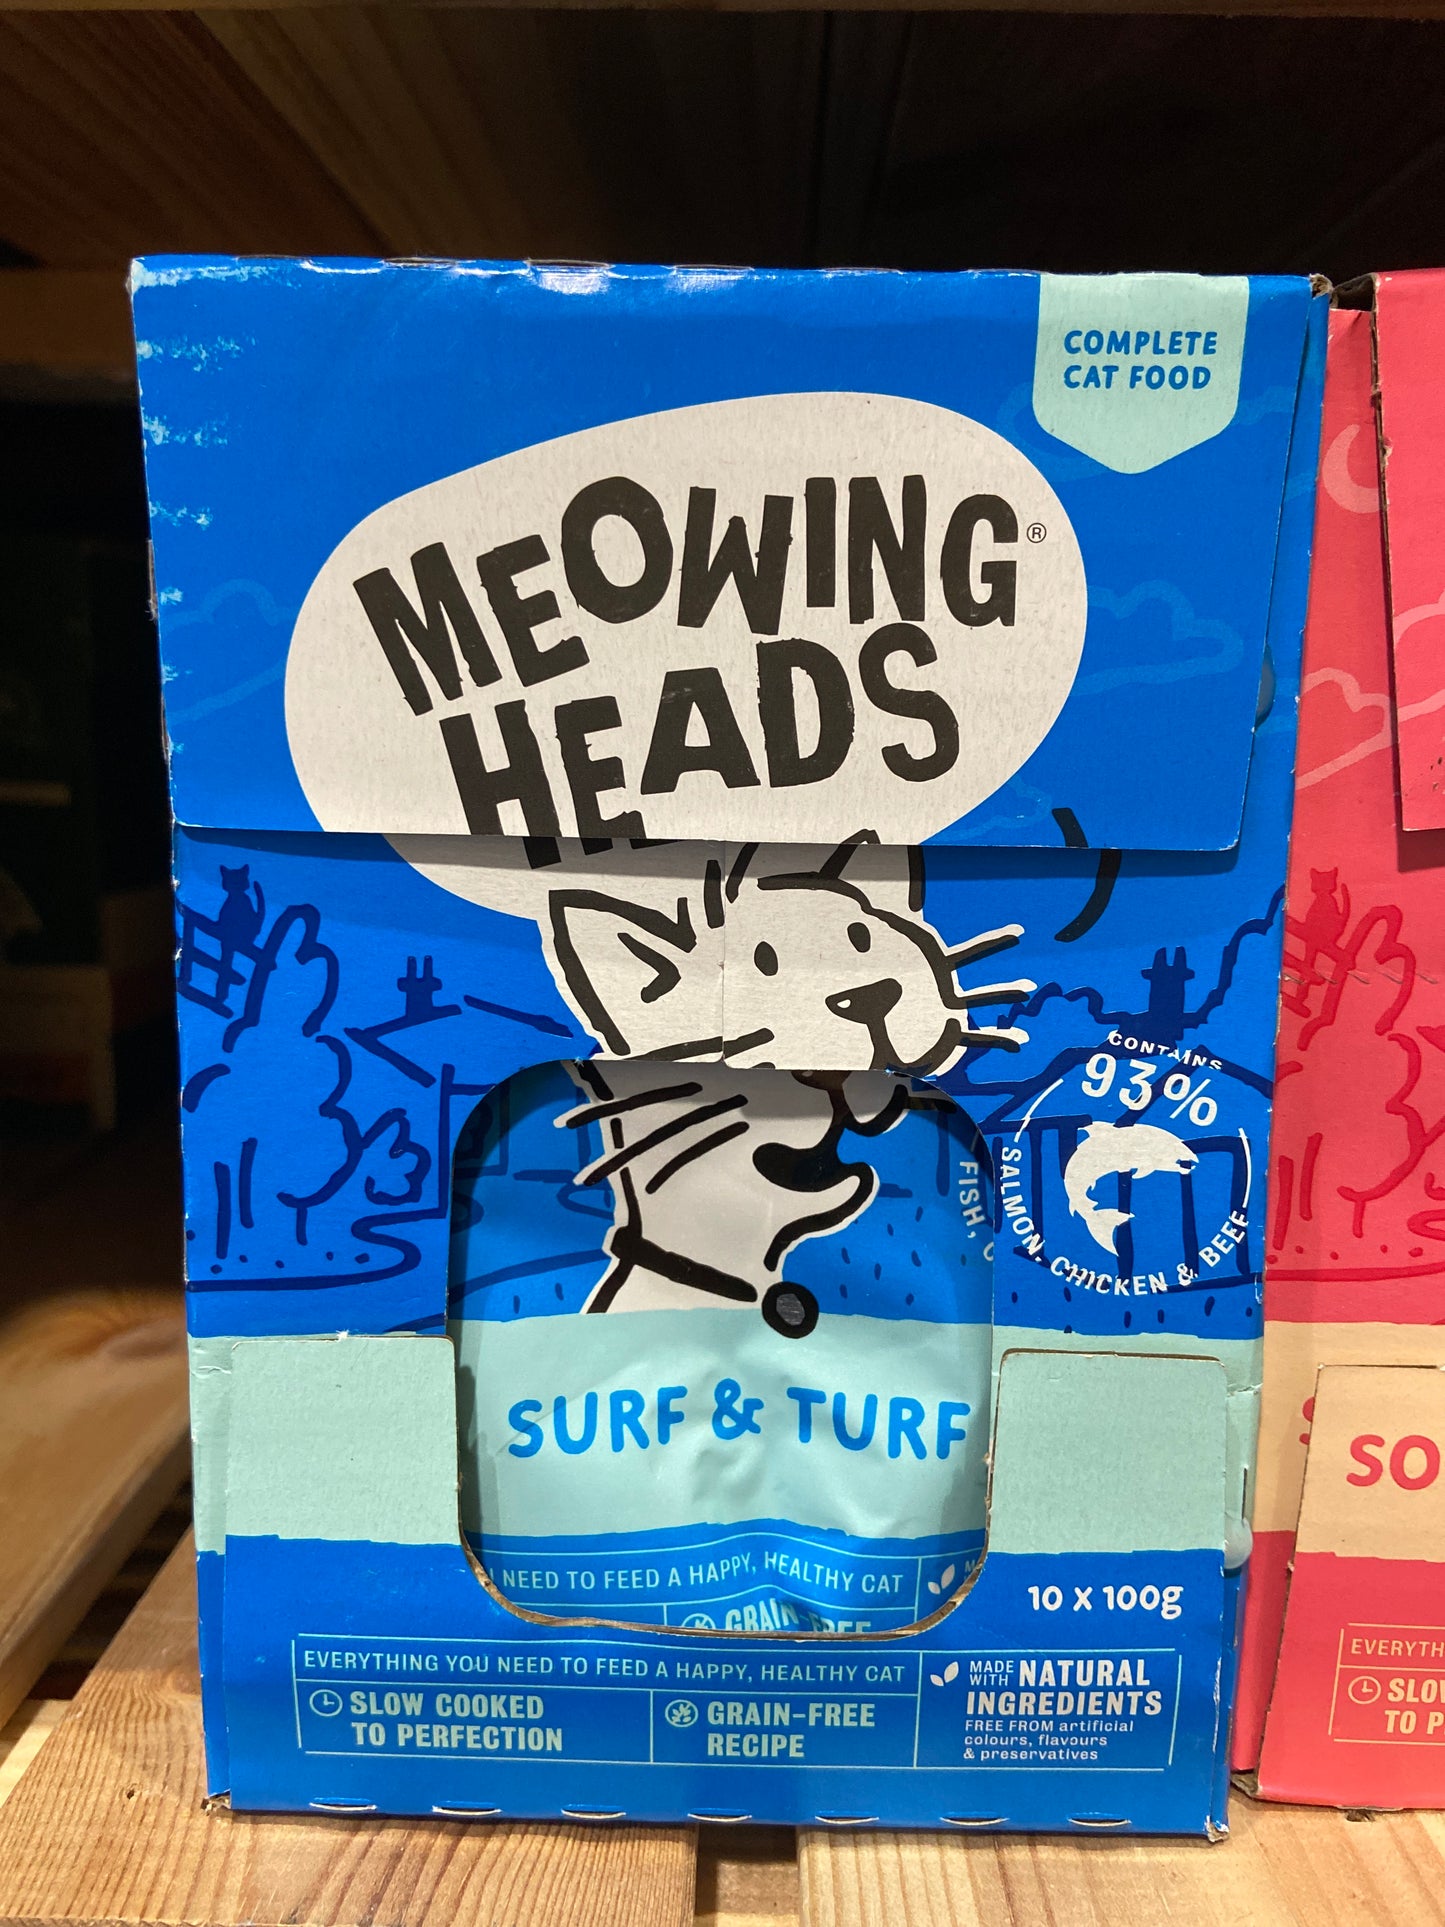 COMPLETE
CAT FOOD
MEOWING®
HEADS
CONTAINS
93%
SALMON, CHICKEN & BEEF
FISH,
SURF & TURF
NEED TO FEED A HAPPY, HEALTHY CAT
GRAIN-FREE
10 x 100g
EVERYTHING YOU NEED TO FEED A HAPPY, HEALTHY CAT
SLOW COOKED
TO PERFECTION
GRAIN-FREE
RECIPE
MADE
WITH NATURAL
INGREDIENTS
FREE FROM artificial
colours, flavours
& preservatives
SO
EVERYTH
SLOW
TO P